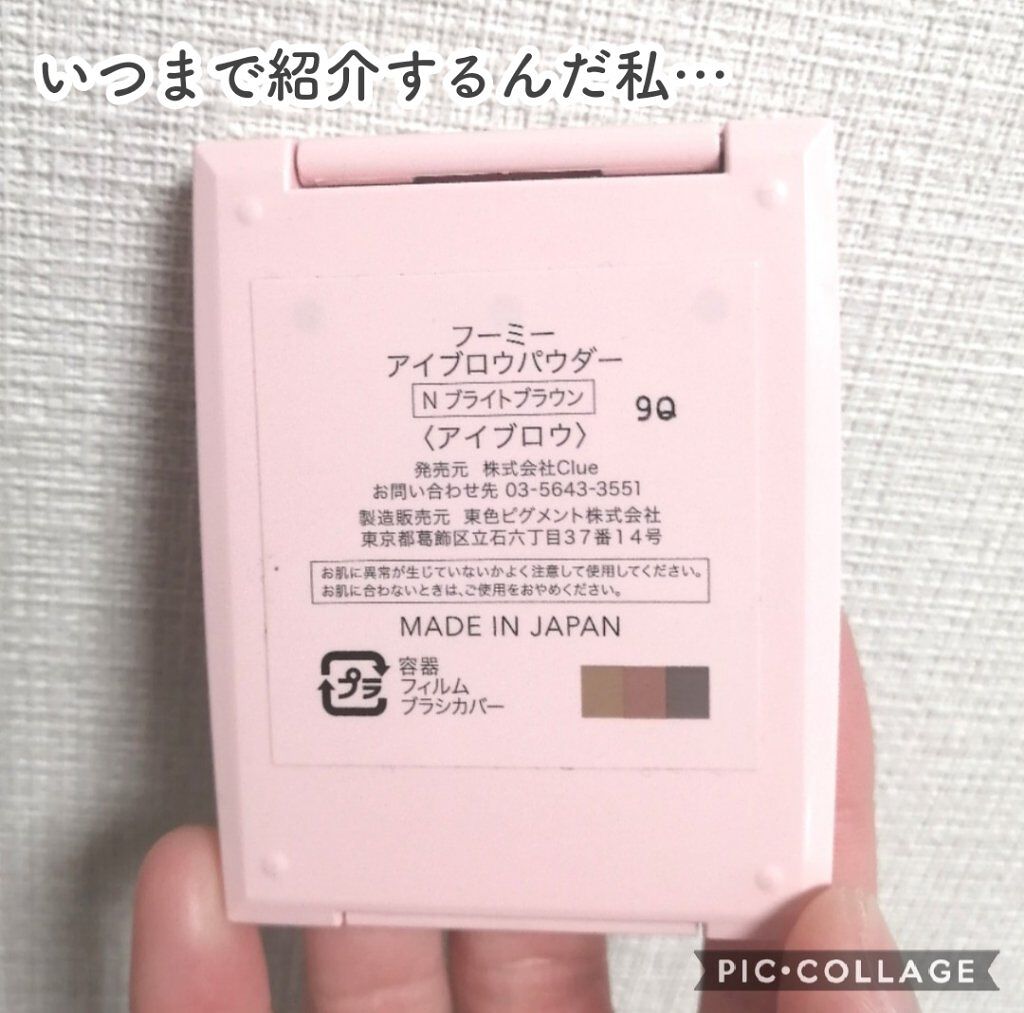 いつまで紹介するんだ私…
フーミー
アイブロウパウダー
N ブライトブラウン
9Q
〈アイブロウ〉
発売元 株式会社Clue
お問い合わせ先 03-5643-3551
製造販売元 東色ピグメント株式会社
東京都葛飾区立石六丁目37番14号
お肌に異常が生じていないかよく注意して使用してください。
お肌に合わないときは、ご使用をおやめください。
MADE IN JAPAN
プラ
容器
フィルム
ブラシカバー
PIC•COLLAGE